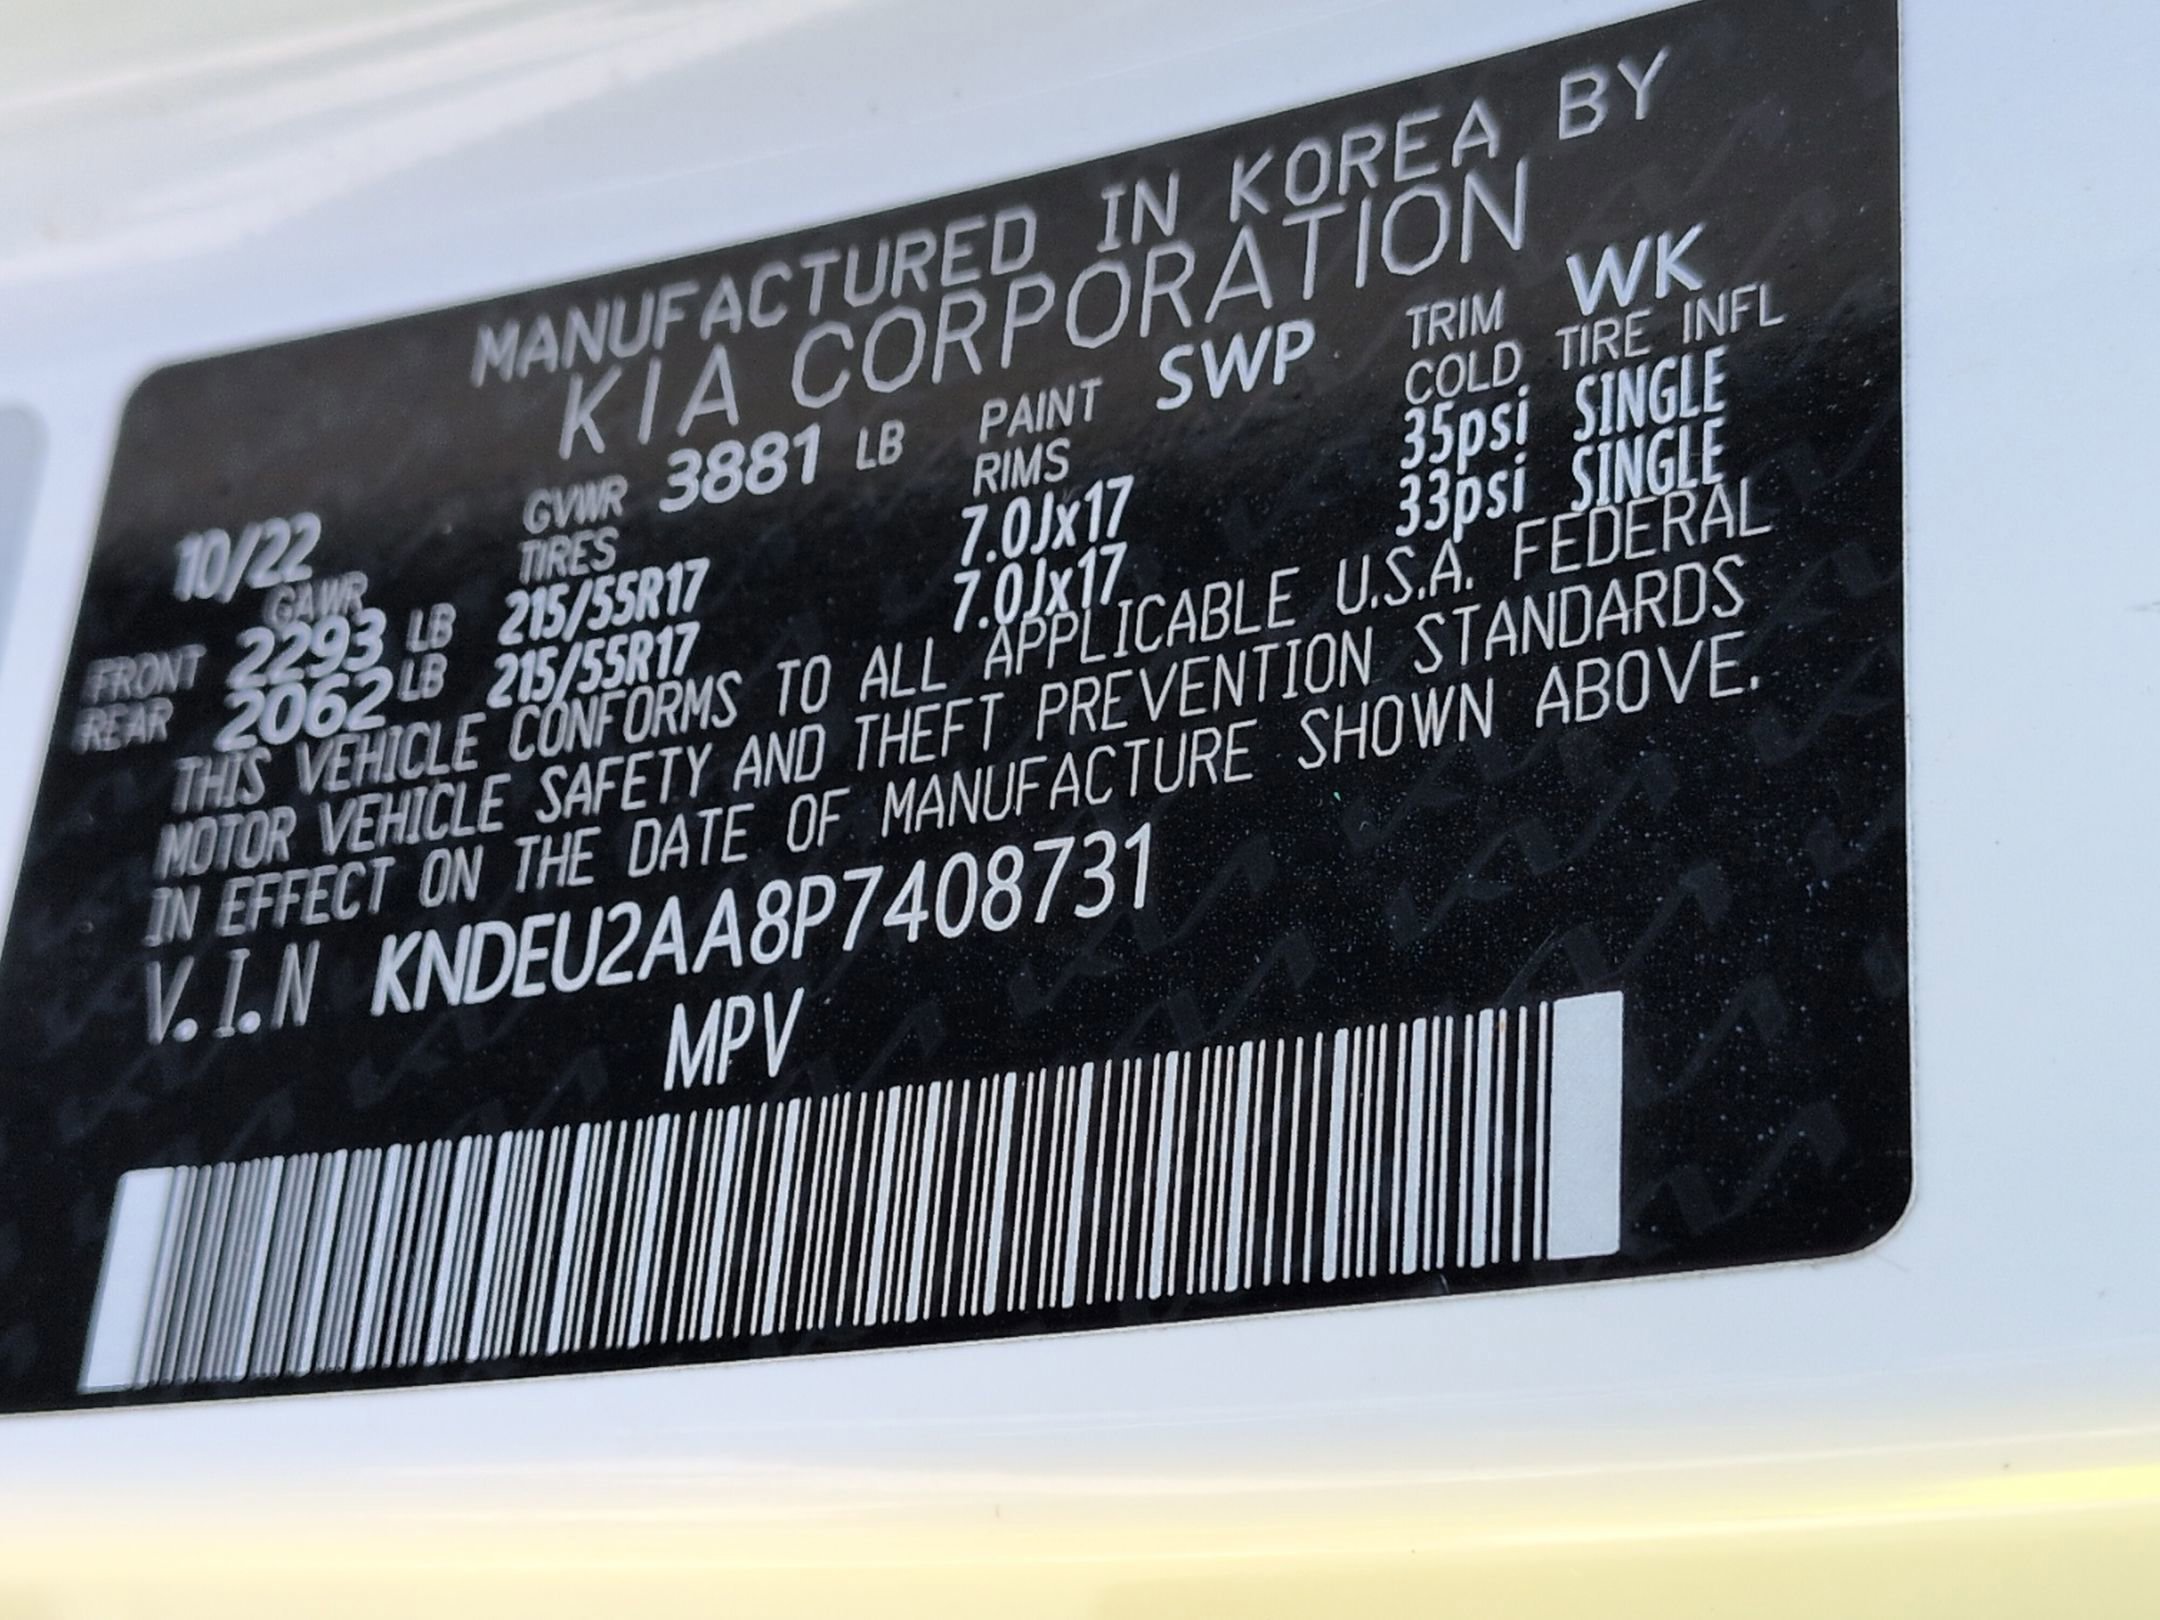 MANUFACTURED IN KOREA BY
KIA CORPORATION
10/22 GVWR 3881 LB PAINT SWP TRIM WK
GAWR TIRES RIMS COLD TIRE INFL
FRONT 2293 LB 215/55R17 7.0Jx17 35psi SINGLE
REAR 2062 LB 215/55R17 7.0Jx17 33psi SINGLE
THIS VEHICLE CONFORMS TO ALL APPLICABLE U.S.A. FEDERAL
MOTOR VEHICLE SAFETY AND THEFT PREVENTION STANDARDS
IN EFFECT ON THE DATE OF MANUFACTURE SHOWN ABOVE.
V.I.N KNDEU2AA8P7408731
MPV